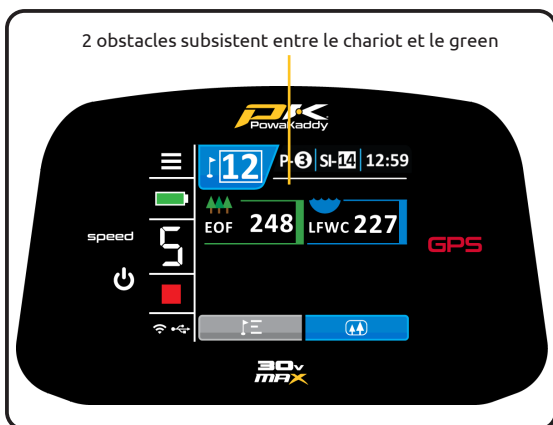 2 obstacles subsistent entre le chariot et le green
PK
PowaKaddy
12 P-3 SI-14 12:59
EOF 248 LFWC 227
speed 5
GPS
30v
MAX